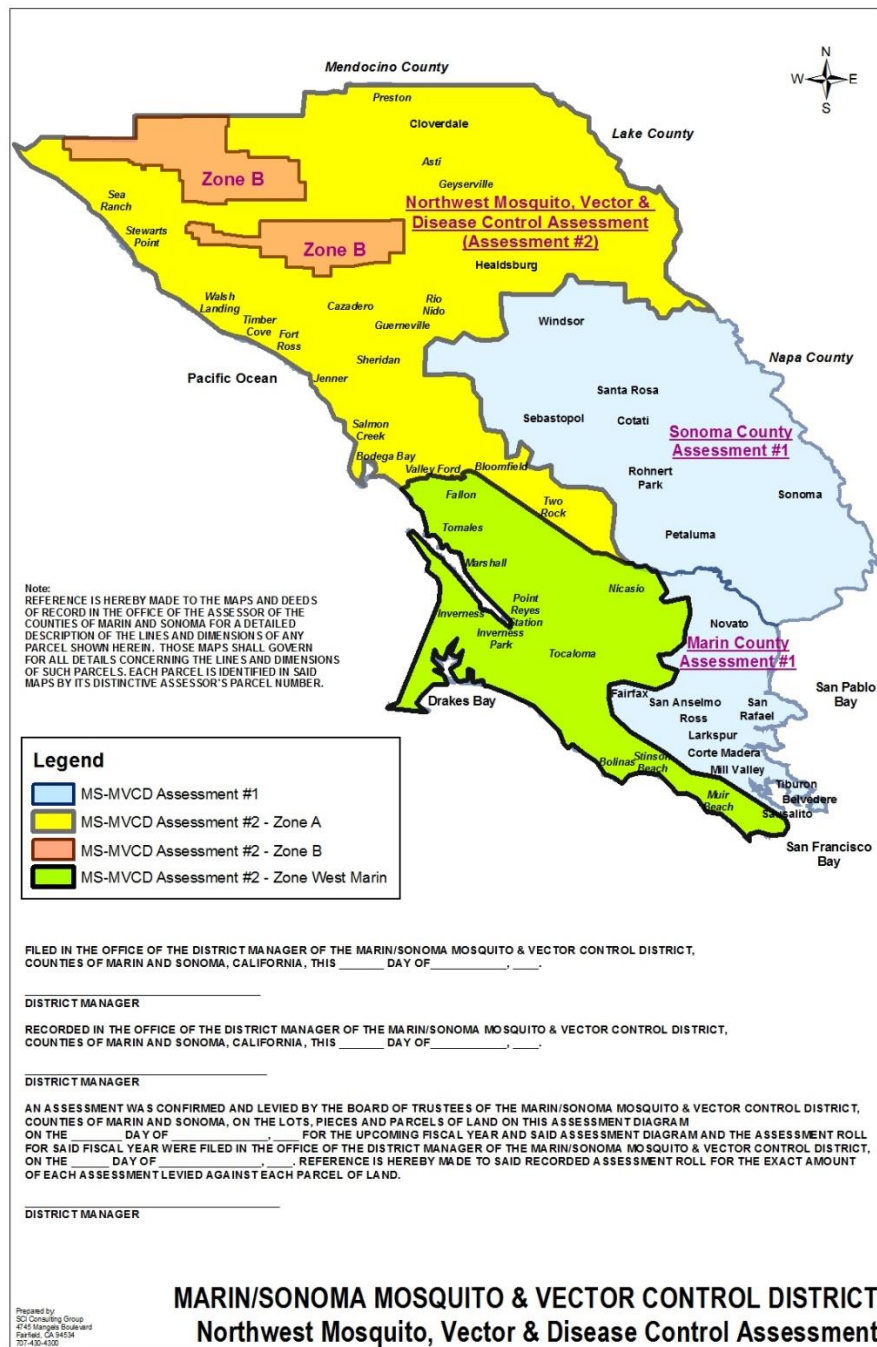 Mendocino County
N
W E
S
Preston
Cloverdale
Lake County
Asti
Zone B
Geyserville
Sea
Ranch
Northwest Mosquito, Vector &
Disease Control Assessment
(Assessment #2)
Stewarts
Point
Zone B
Healdsburg
Walsh
Landing
Cazadero
Rio
Nido
Timber
Cove
Guerneville
Windsor
Fort
Ross
Sheridan
Napa County
Pacific Ocean
Jenner
Santa Rosa
Sebastopol
Cotati
Salmon
Creek
Sonoma County
Assessment #1
Bodega Bay
Valley Ford
Bloomfield
Rohnert
Park
Sonoma
Fallon
Two
Rock
Tomales
Petaluma
Marshall
Nicasio
Note:
REFERENCE IS HEREBY MADE TO THE MAPS AND DEEDS
OF RECORD IN THE OFFICE OF THE ASSESSOR OF THE
COUNTIES OF MARIN AND SONOMA FOR A DETAILED
DESCRIPTION OF THE LINES AND DIMENSIONS OF ANY
PARCEL SHOWN HEREIN. THOSE MAPS SHALL GOVERN
FOR ALL DETAILS CONCERNING THE LINES AND DIMENSIONS
OF SUCH PARCELS. EACH PARCEL IS IDENTIFIED IN SAID
MAPS BY ITS DISTINCTIVE ASSESSOR'S PARCEL NUMBER.
Point
Reyes
Station
Inverness
Inverness
Park
Novato
Marin County
Assessment #1
Tocaloma
Drakes Bay
Fairfax
San Anselmo
Ross
San
Rafael
San Pablo
Bay
Larkspur
Corte Madera
Bolinas
Stinson
Beach
Mill Valley
Tiburon
Belvedere
Muir
Beach
Sausalito
San Francisco
Bay
Legend
MS-MVCD Assessment #1
MS-MVCD Assessment #2 - Zone A
MS-MVCD Assessment #2 - Zone B
MS-MVCD Assessment #2 - Zone West Marin
FILED IN THE OFFICE OF THE DISTRICT MANAGER OF THE MARIN/SONOMA MOSQUITO & VECTOR CONTROL DISTRICT,
COUNTIES OF MARIN AND SONOMA, CALIFORNIA, THIS _______ DAY OF____________, ____.
DISTRICT MANAGER
RECORDED IN THE OFFICE OF THE DISTRICT MANAGER OF THE MARIN/SONOMA MOSQUITO & VECTOR CONTROL DISTRICT,
COUNTIES OF MARIN AND SONOMA, CALIFORNIA, THIS _______ DAY OF____________, ____.
DISTRICT MANAGER
AN ASSESSMENT WAS CONFIRMED AND LEVIED BY THE BOARD OF TRUSTEES OF THE MARIN/SONOMA MOSQUITO & VECTOR CONTROL DISTRICT,
COUNTIES OF MARIN AND SONOMA, ON THE LOTS, PIECES AND PARCELS OF LAND ON THIS ASSESSMENT DIAGRAM
ON THE ________ DAY OF _______________, ____ FOR THE UPCOMING FISCAL YEAR AND SAID ASSESSMENT DIAGRAM AND THE ASSESSMENT ROLL
FOR SAID FISCAL YEAR WERE FILED IN THE OFFICE OF THE DISTRICT MANAGER OF THE MARIN/SONOMA MOSQUITO & VECTOR CONTROL DISTRICT,
ON THE ______ DAY OF ________________, ____. REFERENCE IS HEREBY MADE TO SAID RECORDED ASSESSMENT ROLL FOR THE EXACT AMOUNT
OF EACH ASSESSMENT LEVIED AGAINST EACH PARCEL OF LAND.
DISTRICT MANAGER
MARIN/SONOMA MOSQUITO & VECTOR CONTROL DISTRICT
Northwest Mosquito, Vector & Disease Control Assessment
Prepared by
SCI Consulting Group
4745 Mangels Boulevard
Fairfield, CA 94534
707-430-4300